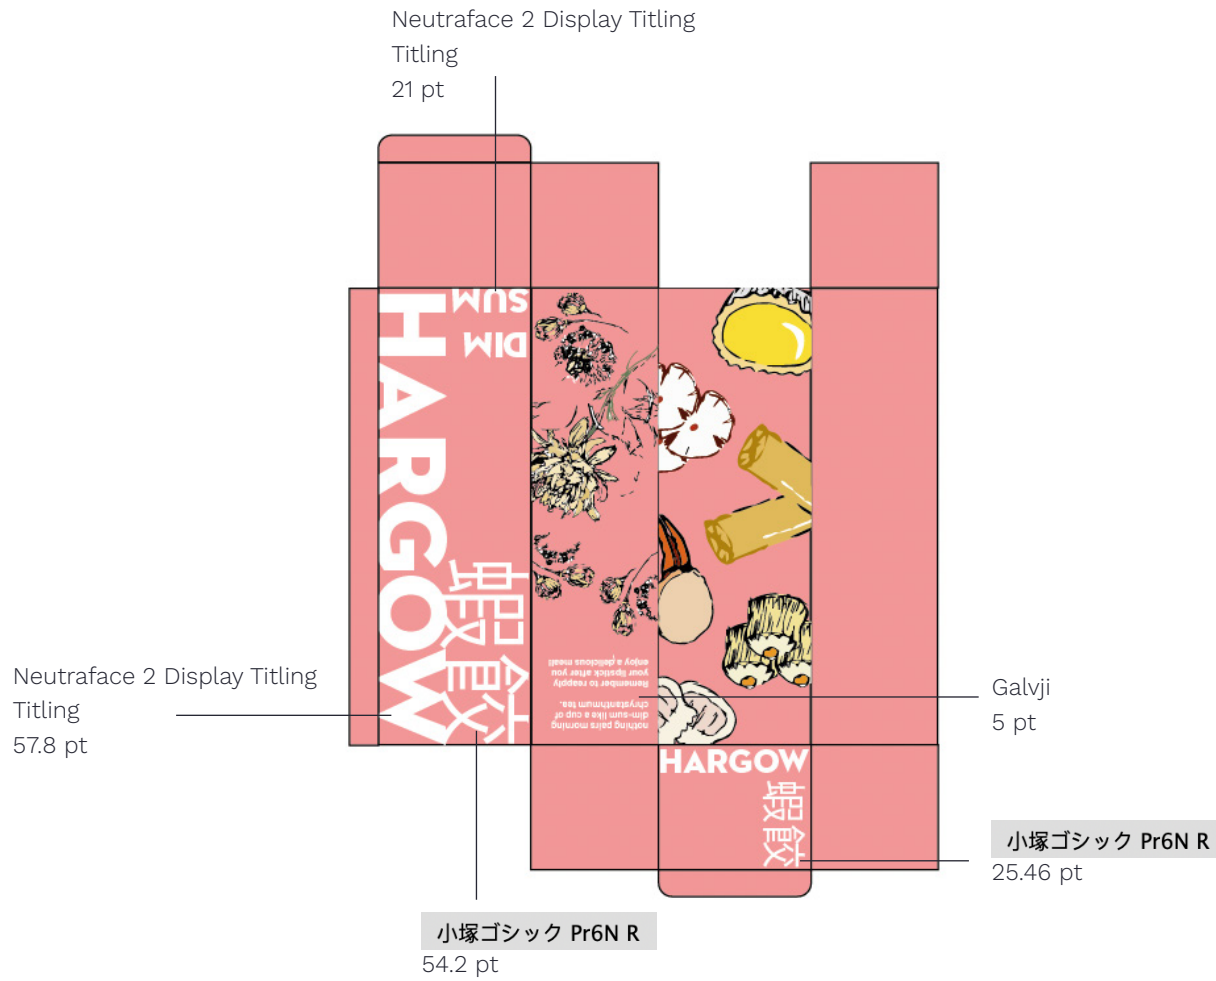 Neutraface 2 Display Titling
Titling
21 pt
DIM
SUM
HARGOW
蝦餃
nothing pairs morning
dim-sum like a cup of
chrystanthmum tea.
Remember to reapply
your lipstick after you
enjoy a delicious meal!
Neutraface 2 Display Titling
Titling
57.8 pt
Galvji
5 pt
HARGOW
蝦餃
小塚ゴシック Pr6N R
25.46 pt
小塚ゴシック Pr6N R
54.2 pt